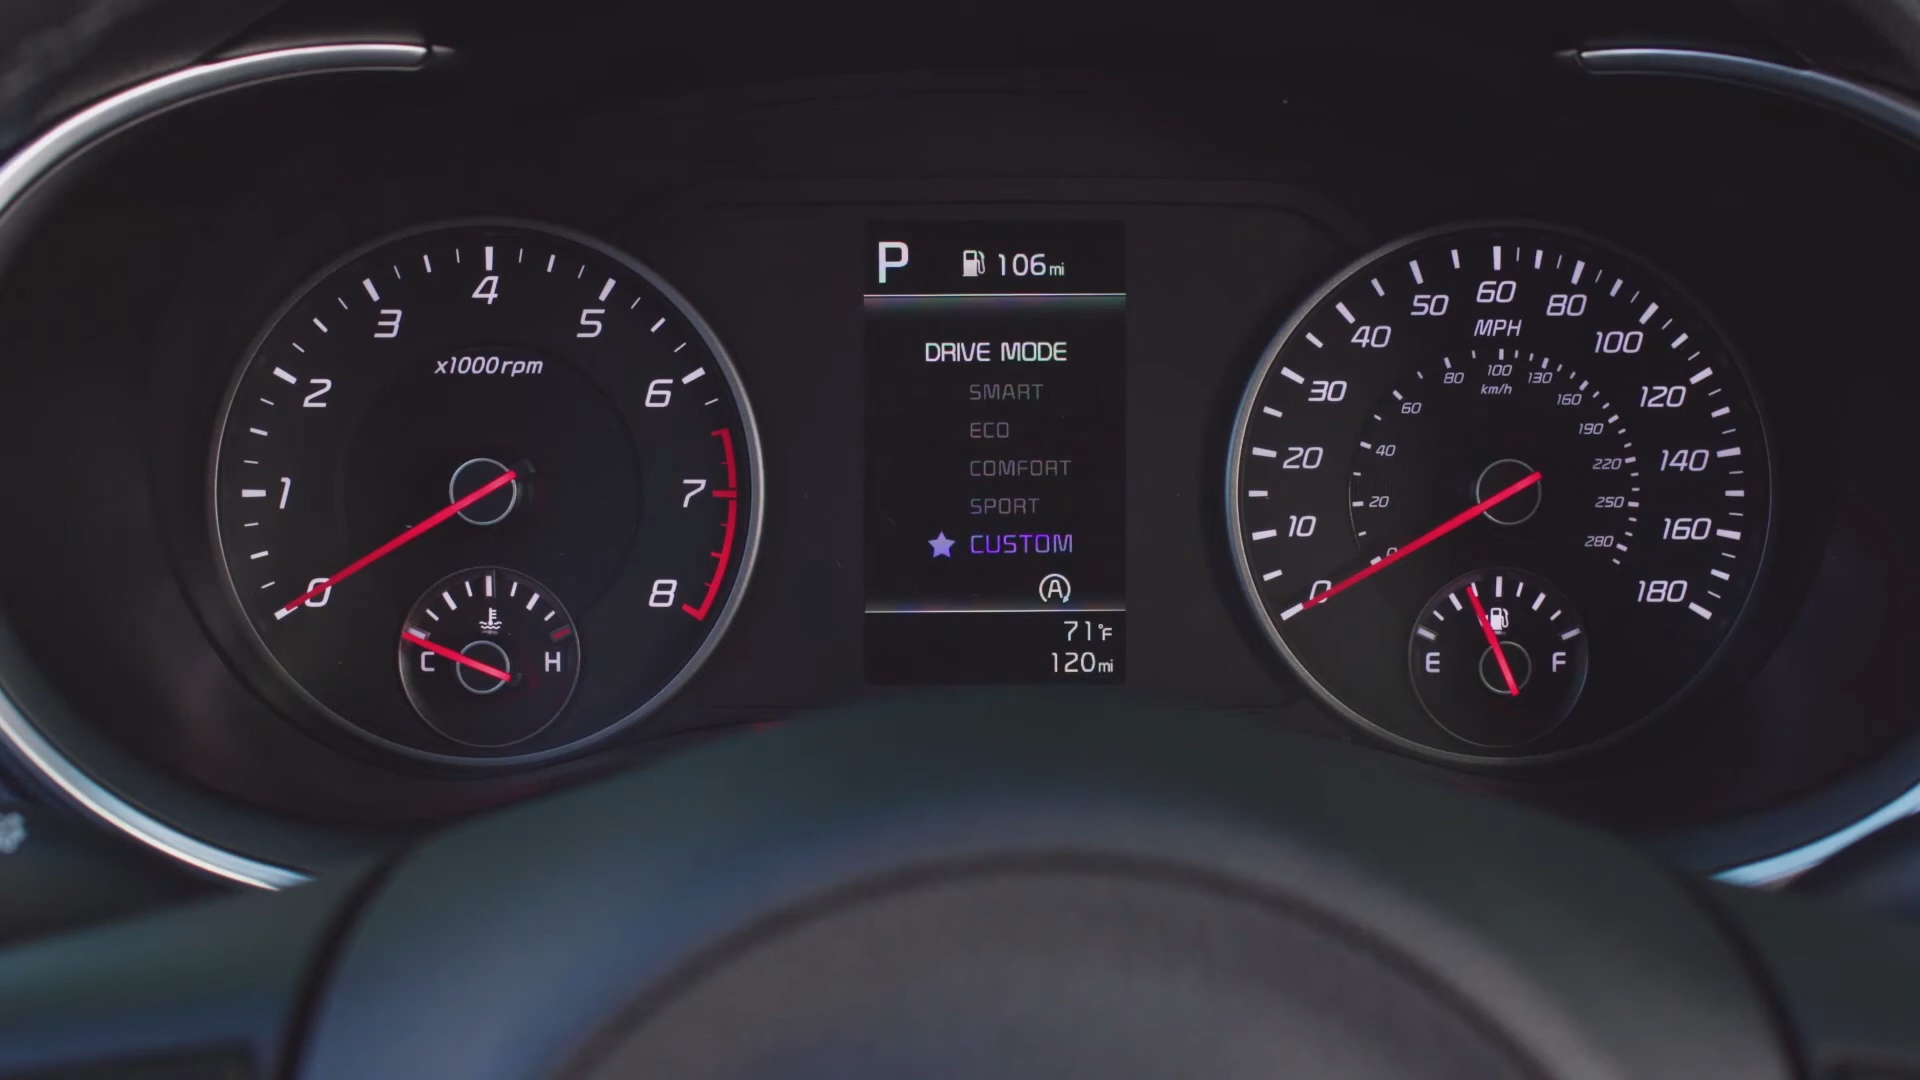 P 106mi
DRIVE MODE
SMART
ECO
COMFORT
SPORT
CUSTOM
A
71°F
120mi
0 1 2 3 4 5 6 7 8
x1000rpm
C H
0 10 20 30 40 50 60 80 100 120 140 160 180
MPH
0 20 40 60 80 100 130 160 190 220 250 280
km/h
E F